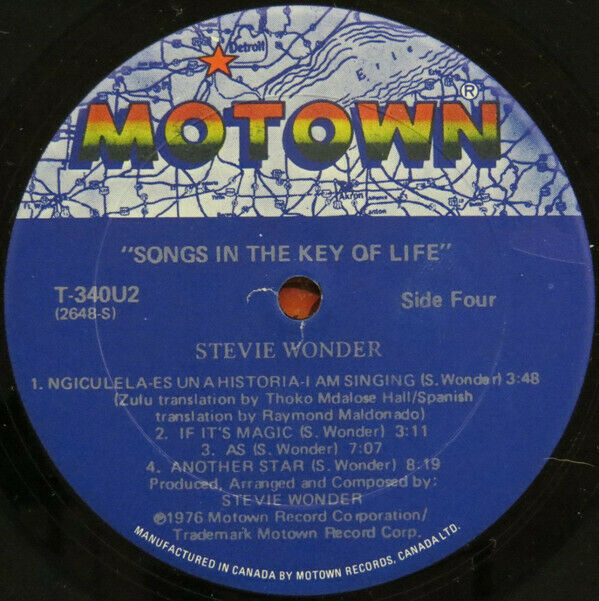 Detroit
Erie
MOTOWN®
Akron
"SONGS IN THE KEY OF LIFE"
T-340U2 Side Four
(2648-S)
STEVIE WONDER
1. NGICULELA-ES UN A HISTORIA-I AM SINGING (S. Wonder) 3:48
(Zulu translation by Thoko Mdalose Hall/Spanish
translation by Raymond Maldonado)
2. IF IT'S MAGIC (S. Wonder) 3:11
3. AS (S. Wonder) 7:07
4. ANOTHER STAR (S. Wonder) 8:19
Produced, Arranged and Composed by:
STEVIE WONDER
℗1976 Motown Record Corporation/
Trademark Motown Record Corp.
MANUFACTURED IN CANADA BY MOTOWN RECORDS, CANADA LTD.